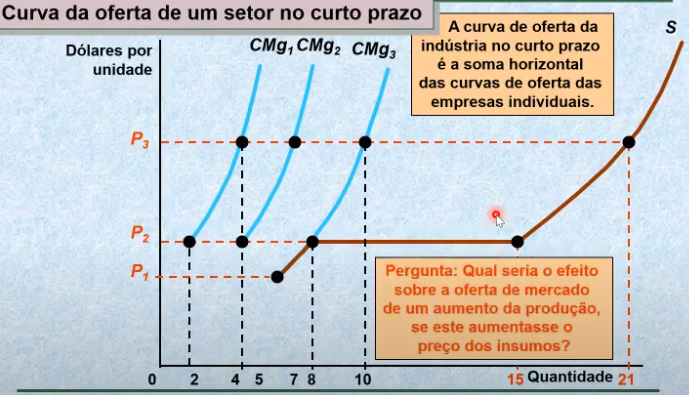 Curva da oferta de um setor no curto prazo
Dólares por
unidade
CMg1 CMg2 CMg3
A curva de oferta da
indústria no curto prazo
é a soma horizontal
das curvas de oferta das
empresas individuais.
S
P3
P2
P1
Pergunta: Qual seria o efeito
sobre a oferta de mercado
de um aumento da produção,
se este aumentasse o
preço dos insumos?
0 2 4 5 7 8 10 15 Quantidade 21